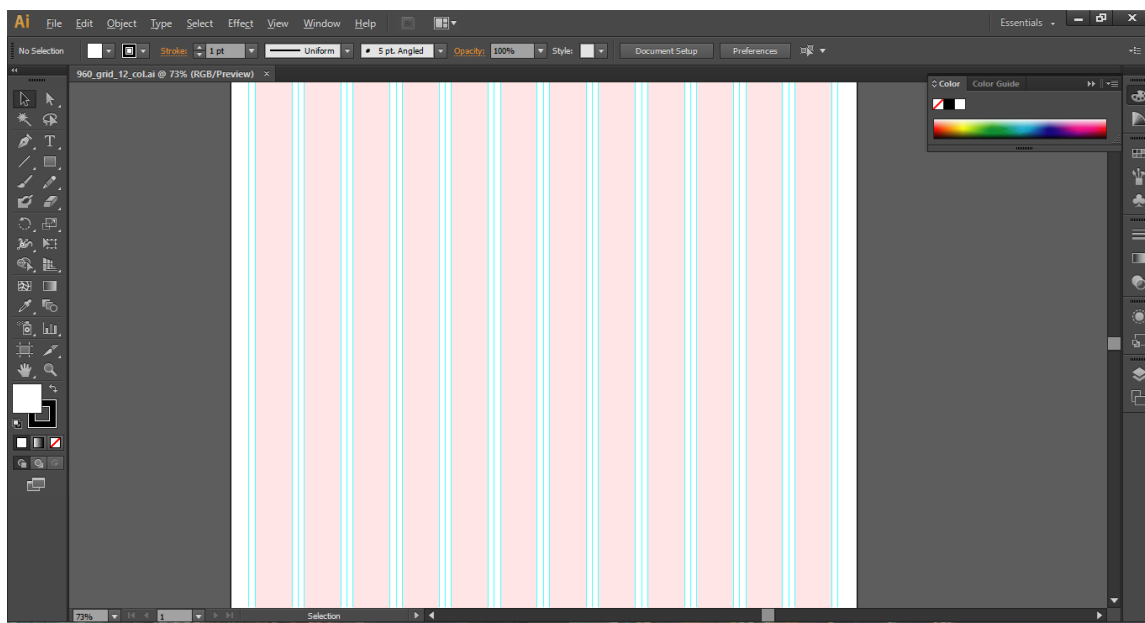 Ai File Edit Object Type Select Effect View Window Help Essentials
No Selection Stroke: 1 pt Uniform 5 pt. Angled Opacity: 100% Style: Document Setup Preferences
960_grid_12_col.ai @ 73% (RGB/Preview) ×
Color Color Guide
T
73% 1 Selection